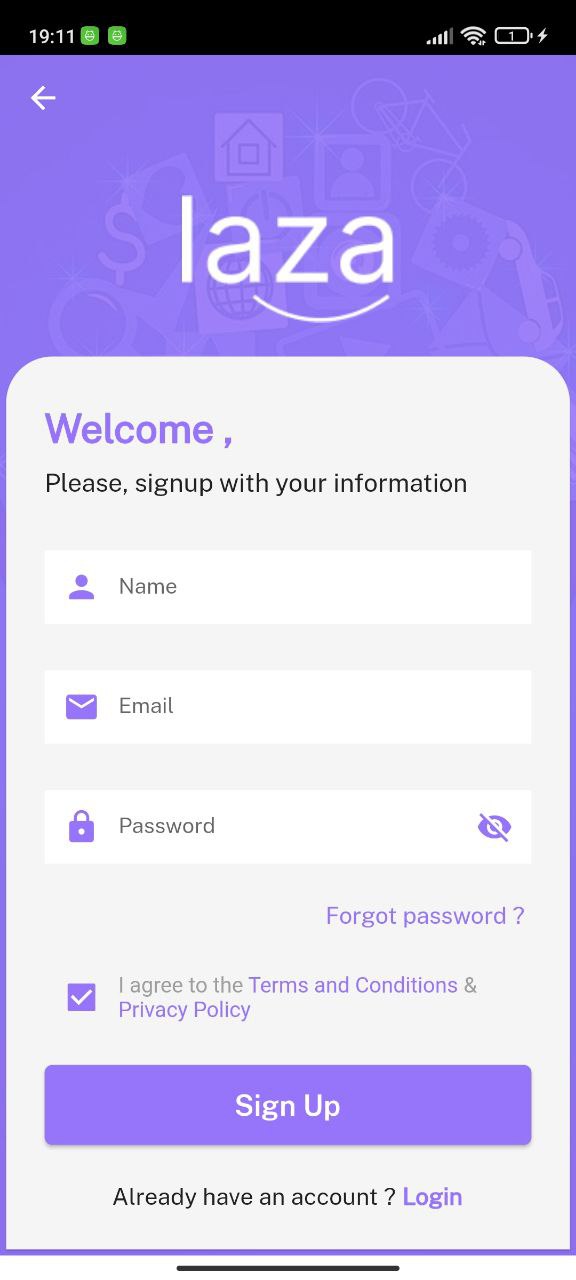 19:11
1
laza
Welcome ,
Please, signup with your information
Name
Email
Password
Forgot password ?
I agree to the Terms and Conditions &
Privacy Policy
Sign Up
Already have an account ? Login